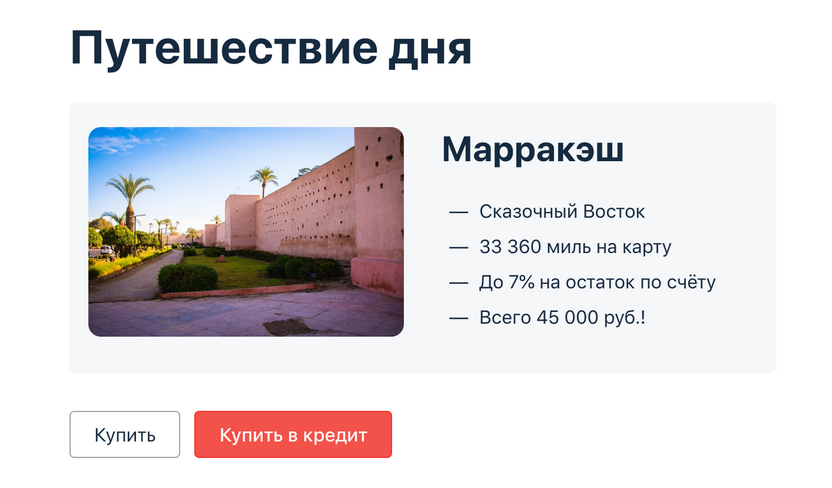 Путешествие дня
Марракэш
— Сказочный Восток
— 33 360 миль на карту
— До 7% на остаток по счёту
— Всего 45 000 руб.!
Купить
Купить в кредит